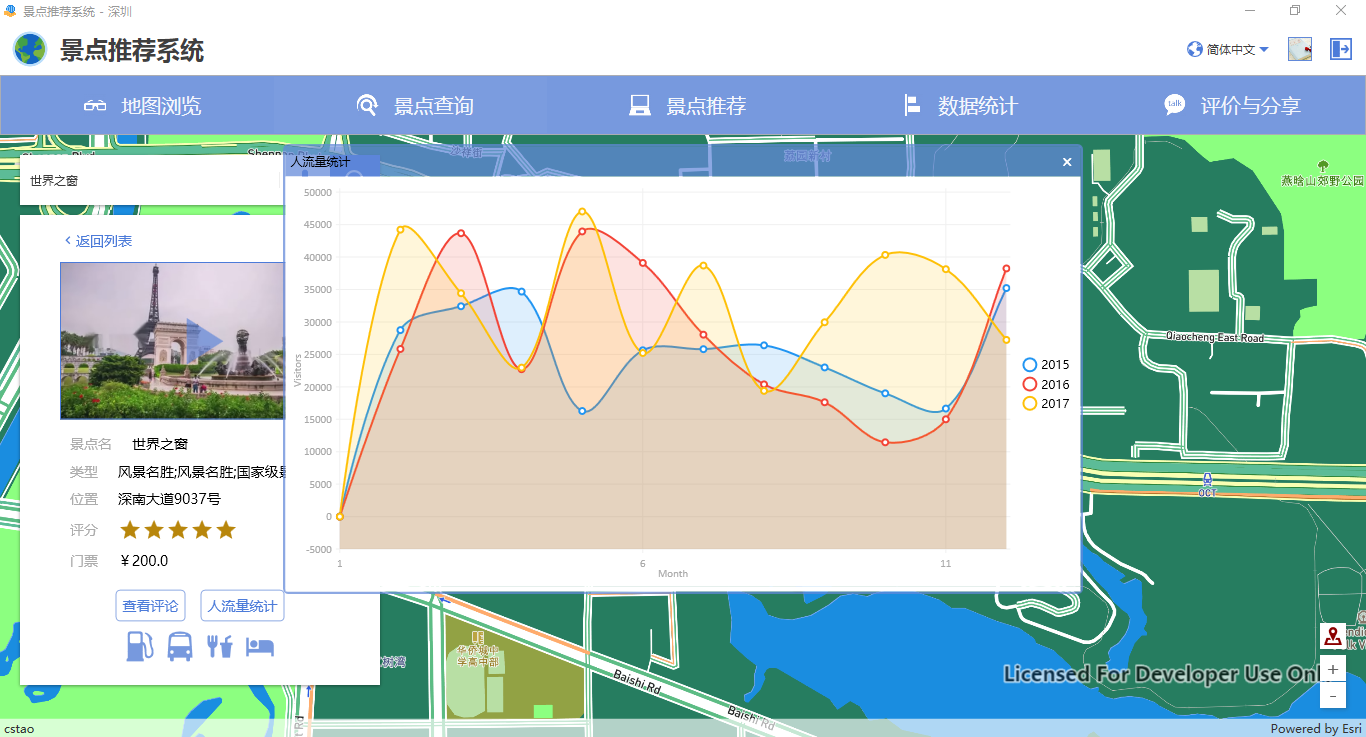 景点推荐系统 - 深圳
景点推荐系统
简体中文
地图浏览
景点查询
景点推荐
数据统计
talk
评价与分享
人流量统计
世界之窗
返回列表
景点名 世界之窗
类型 风景名胜;风景名胜;国家级
位置 深南大道9037号
评分
门票 ¥200.0
查看评论
人流量统计
50000
45000
40000
35000
30000
25000
20000
15000
10000
5000
0
-5000
Visitors
1
6
11
Month
2015
2016
2017
燕晗山郊野公园
Qiaocheng East Road
OCT
华侨城中
学高中部
树湾
Baishi Rd
Baishi Rd
Licensed For Developer Use
+
-
cstao
Powered by Esri